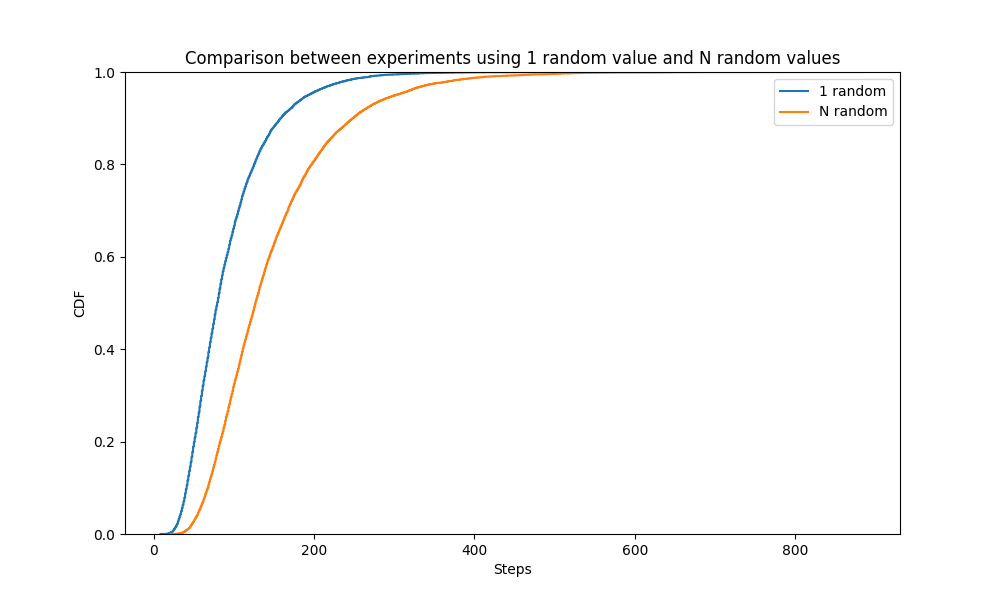 Comparison between experiments using 1 random value and N random values
1.0
0.8
0.6
0.4
0.2
0.0
CDF
1 random
N random
0
200
400
600
800
Steps